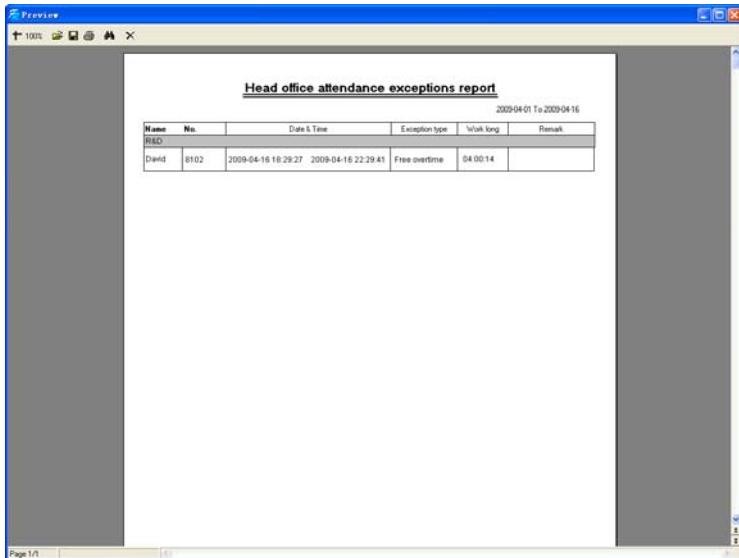 Preview
100%
Head office attendance exceptions report
2009-04-01 To 2009-04-16
Name No. Date & Time Exception type Work long Remark
R&D
David 8102 2009-04-16 18:29:27 2009-04-16 22:29:41 Free overtime 04:00:14
Page 1/1